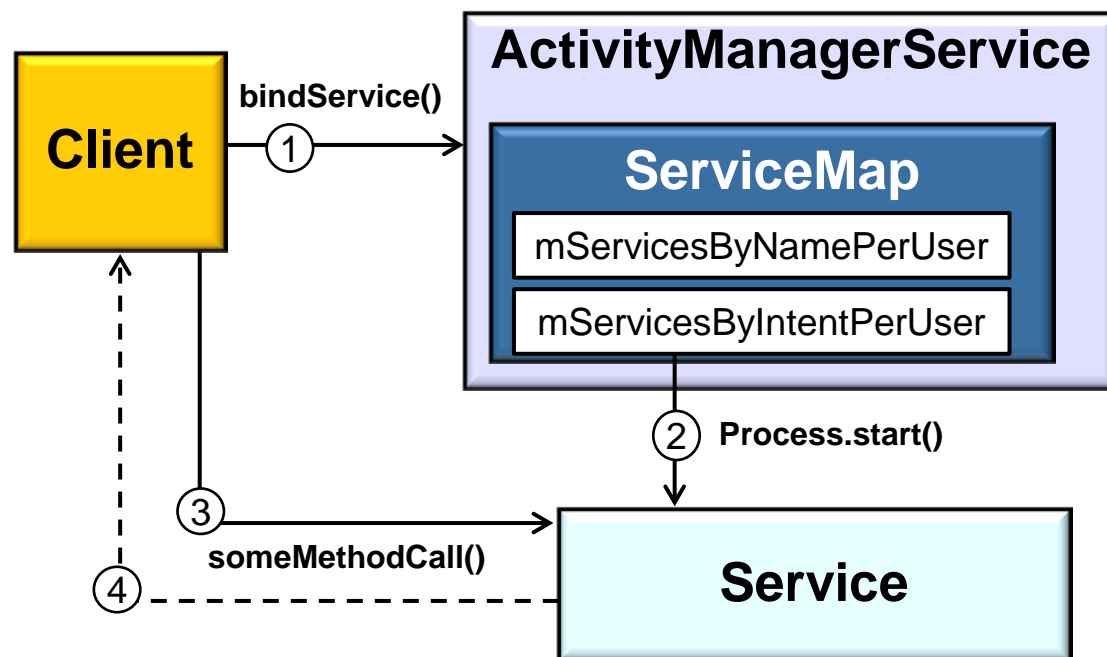 ActivityManagerService
bindService()
Client
1
ServiceMap
mServicesByNamePerUser
mServicesByIntentPerUser
2
Process.start()
3
someMethodCall()
4
Service